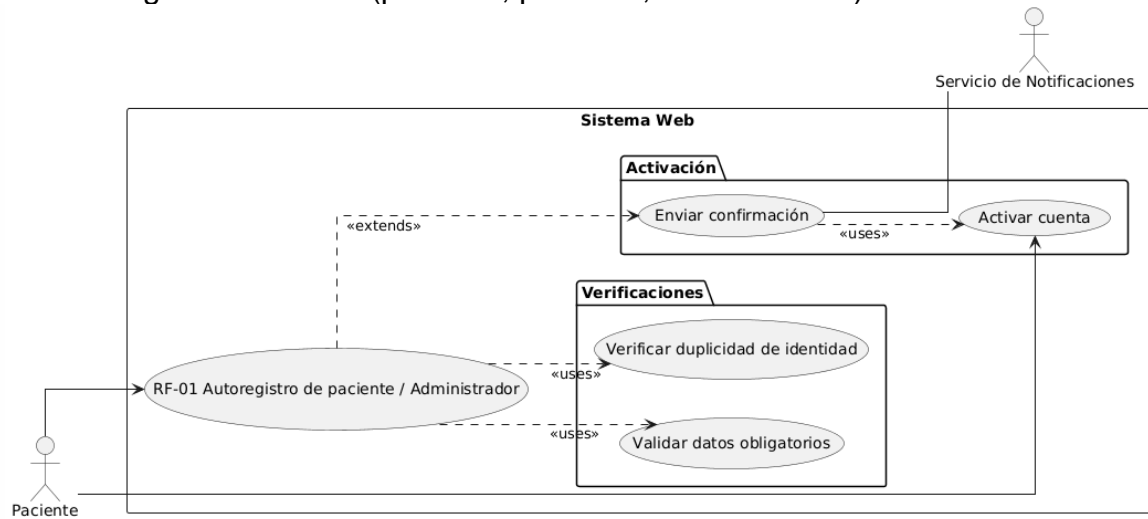 Servicio de Notificaciones
Sistema Web
Activación
Enviar confirmación
Activar cuenta
«extends»
«uses»
Verificaciones
Verificar duplicidad de identidad
«uses»
RF-01 Autoregistro de paciente / Administrador
«uses»
Validar datos obligatorios
Paciente